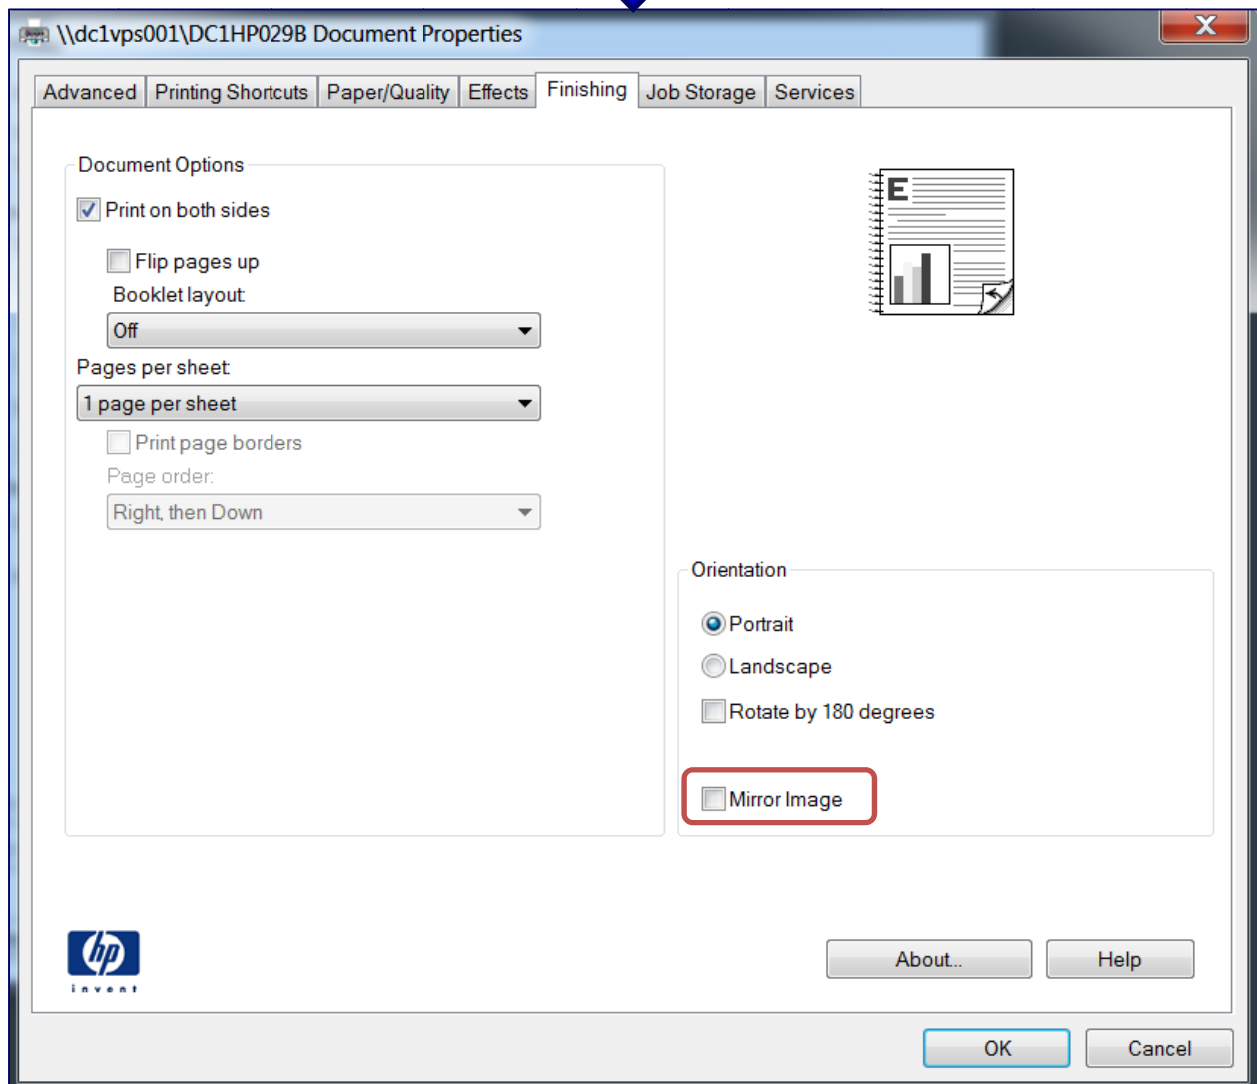 \\dc1vps001\DC1HP029B Document Properties
X
Advanced Printing Shortcuts Paper/Quality Effects Finishing Job Storage Services
Document Options
Print on both sides
Flip pages up
Booklet layout:
Off
Pages per sheet:
1 page per sheet
Print page borders
Page order:
Right, then Down
E
Orientation
Portrait
Landscape
Rotate by 180 degrees
Mirror Image
hp
invent
About... Help
OK Cancel